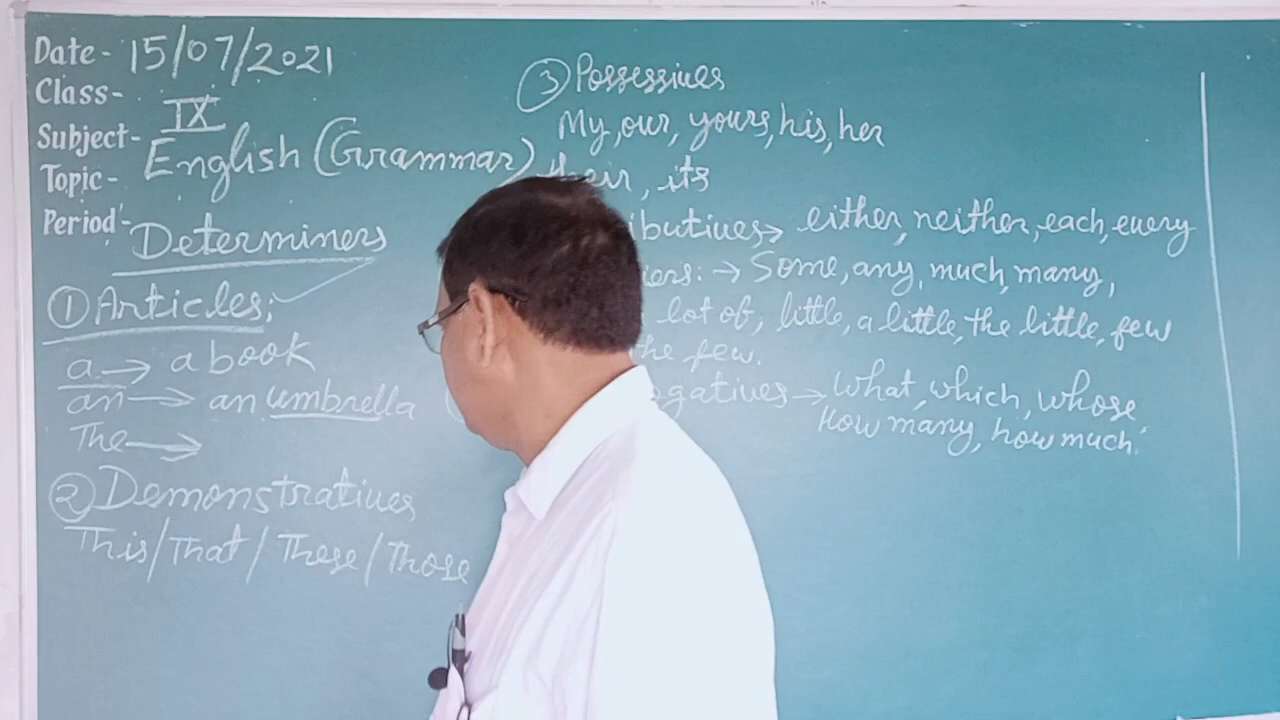 Date- 15/07/2021
Class- IX
Subject- English (Grammar)
Topic-
Period- Determiners
① Articles:
a → a book
an → an umbrella
The →
② Demonstratives
This/That/These/Those
③ Possessives
My, our, yours, his, her
their, its
→ either, neither, each, every
: → Some, any, much, many,
lot of, little, a little, the little, few
the few.
→ What, which, whose
How many, how much.